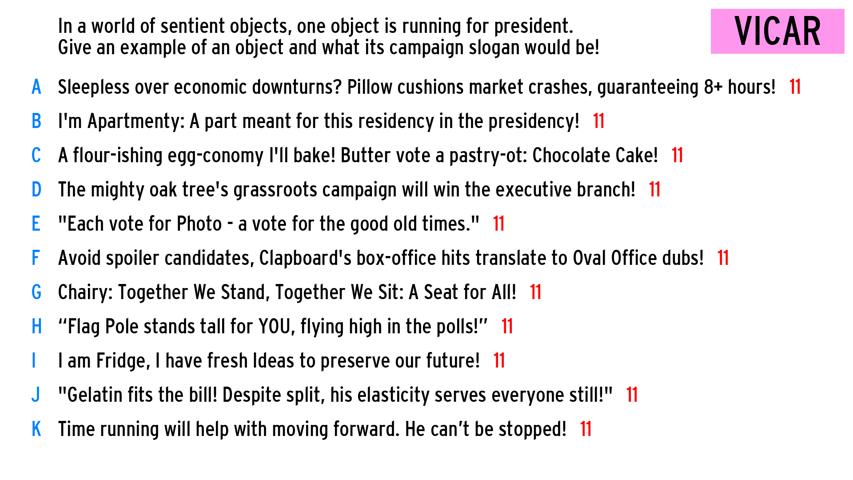 In a world of sentient objects, one object is running for president.
Give an example of an object and what its campaign slogan would be!
VICAR
A Sleepless over economic downturns? Pillow cushions market crashes, guaranteeing 8+ hours! 11
B I'm Apartmenty: A part meant for this residency in the presidency! 11
C A flour-ishing egg-conomy I'll bake! Butter vote a pastry-ot: Chocolate Cake! 11
D The mighty oak tree's grassroots campaign will win the executive branch! 11
E "Each vote for Photo - a vote for the good old times." 11
F Avoid spoiler candidates, Clapboard's box-office hits translate to Oval Office dubs! 11
G Chairy: Together We Stand, Together We Sit: A Seat for All! 11
H “Flag Pole stands tall for YOU, flying high in the polls!” 11
I I am Fridge, I have fresh Ideas to preserve our future! 11
J "Gelatin fits the bill! Despite split, his elasticity serves everyone still!" 11
K Time running will help with moving forward. He can’t be stopped! 11